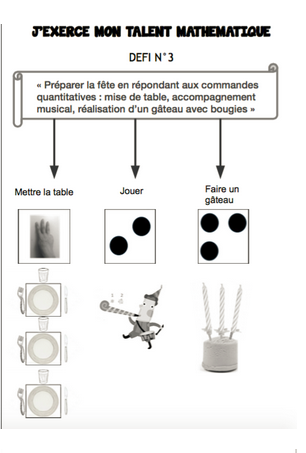 J'EXERCE MON TALENT MATHEMATIQUE
DEFI N°3
« Préparer la fête en répondant aux commandes
quantitatives : mise de table, accompagnement
musical, réalisation d'un gâteau avec bougies »
Mettre la table
Jouer
Faire un
gâteau